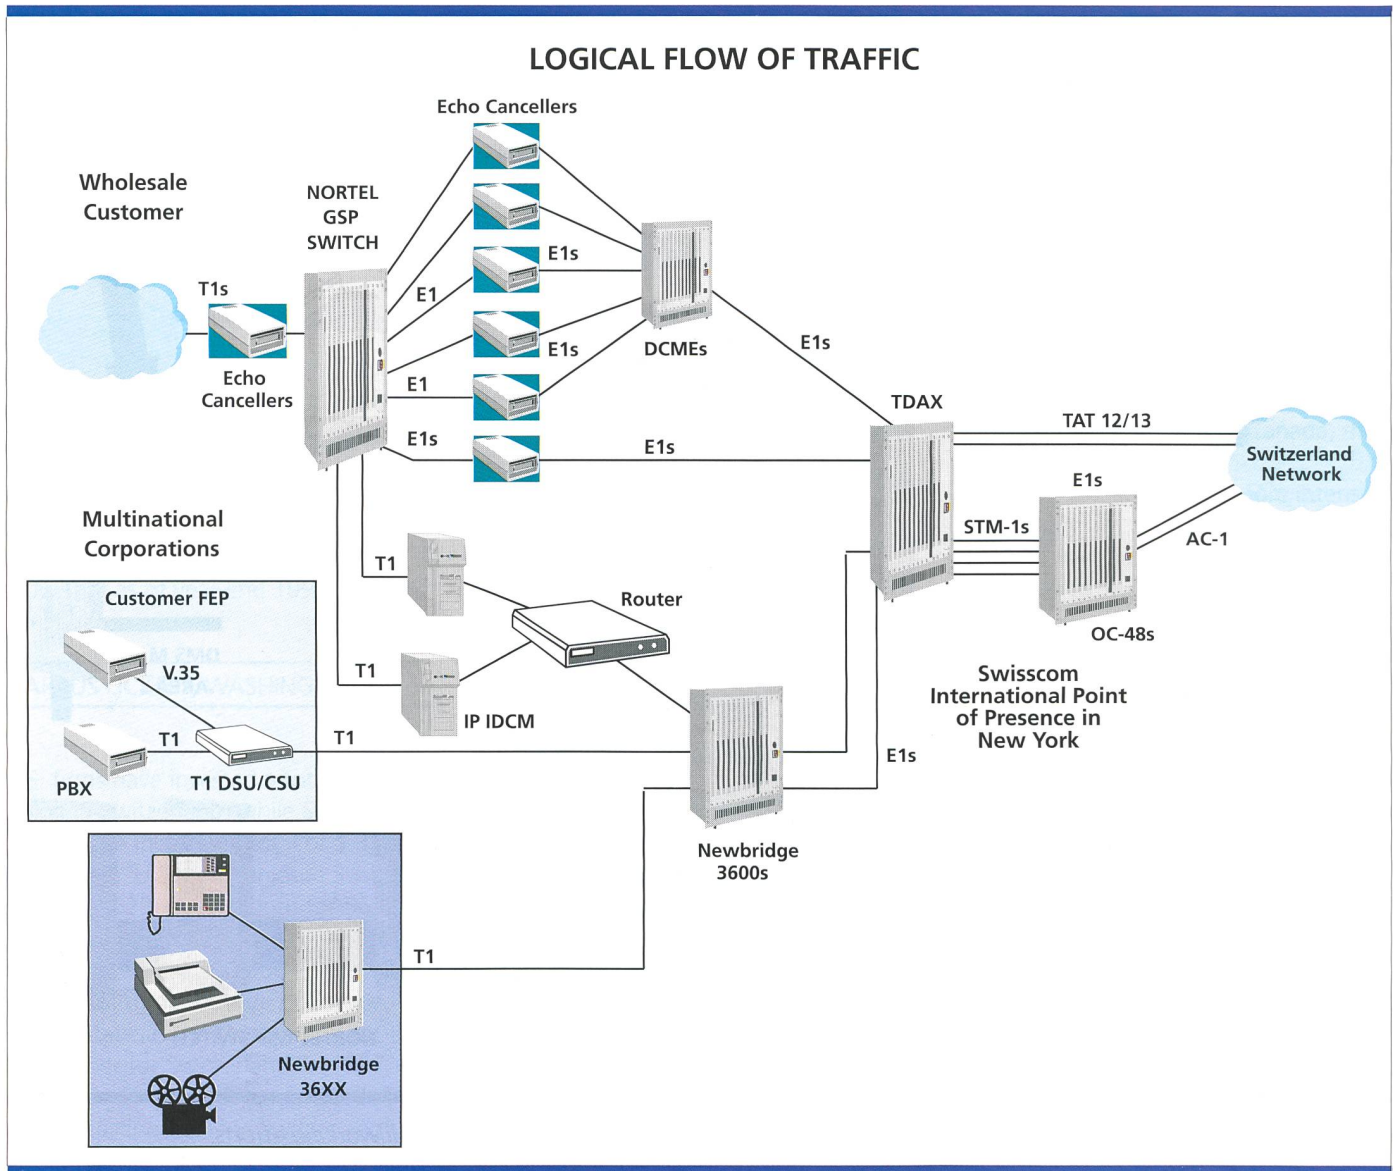 LOGICAL FLOW OF TRAFFIC
Echo Cancellers
Wholesale
Customer
NORTEL
GSP
SWITCH
T1s
Echo
Cancellers
E1
E1s
E1s
E1
E1s
DCMEs
E1s
E1s
TDAX
TAT 12/13
Switzerland
Network
E1s
STM-1s
AC-1
OC-48s
Multinational
Corporations
Customer FEP
V.35
T1
PBX
T1 DSU/CSU
T1
T1
T1
IP IDCM
Router
Swisscom
International Point
of Presence in
New York
E1s
Newbridge
3600s
T1
Newbridge
36XX